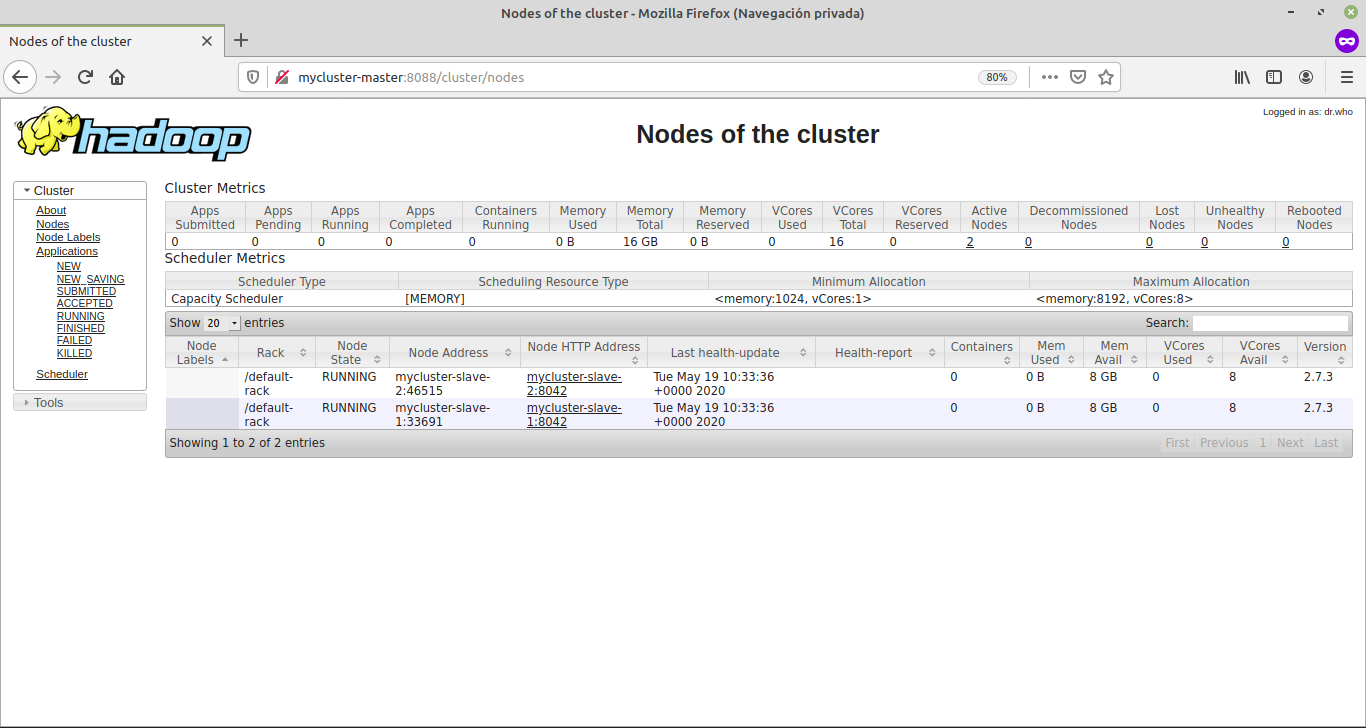 Nodes of the cluster - Mozilla Firefox (Navegación privada)
Nodes of the cluster
mycluster-master:8088/cluster/nodes 80%
Logged in as: dr.who
hadoop
Nodes of the cluster
Cluster
About
Nodes
Node Labels
Applications
NEW
NEW_SAVING
SUBMITTED
ACCEPTED
RUNNING
FINISHED
FAILED
KILLED
Scheduler
Tools
Cluster Metrics
Apps Apps Apps Apps Containers Memory Memory Memory VCores VCores VCores Active Decommissioned Lost Unhealthy Rebooted
Submitted Pending Running Completed Running Used Total Reserved Used Total Reserved Nodes Nodes Nodes Nodes Nodes
0 0 0 0 0 0 B 16 GB 0 B 0 16 0 2 0 0 0 0
Scheduler Metrics
Scheduler Type Scheduling Resource Type Minimum Allocation Maximum Allocation
Capacity Scheduler [MEMORY] <memory:1024, vCores:1> <memory:8192, vCores:8>
Show 20 entries Search:
Node Rack Node Node Address Node HTTP Address Last health-update Health-report Containers Mem Mem VCores VCores Version
Labels State Used Avail Used Avail
/default- RUNNING mycluster-slave- mycluster-slave- Tue May 19 10:33:36 0 0 B 8 GB 0 8 2.7.3
rack 2:46515 2:8042 +0000 2020
/default- RUNNING mycluster-slave- mycluster-slave- Tue May 19 10:33:36 0 0 B 8 GB 0 8 2.7.3
rack 1:33691 1:8042 +0000 2020
Showing 1 to 2 of 2 entries First Previous 1 Next Last